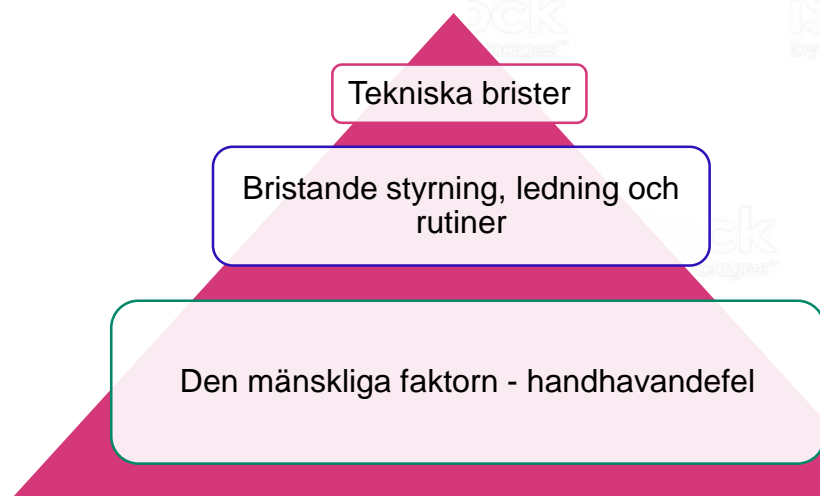 Tekniska brister
Bristande styrning, ledning och
rutiner
Den mänskliga faktorn - handhavandefel